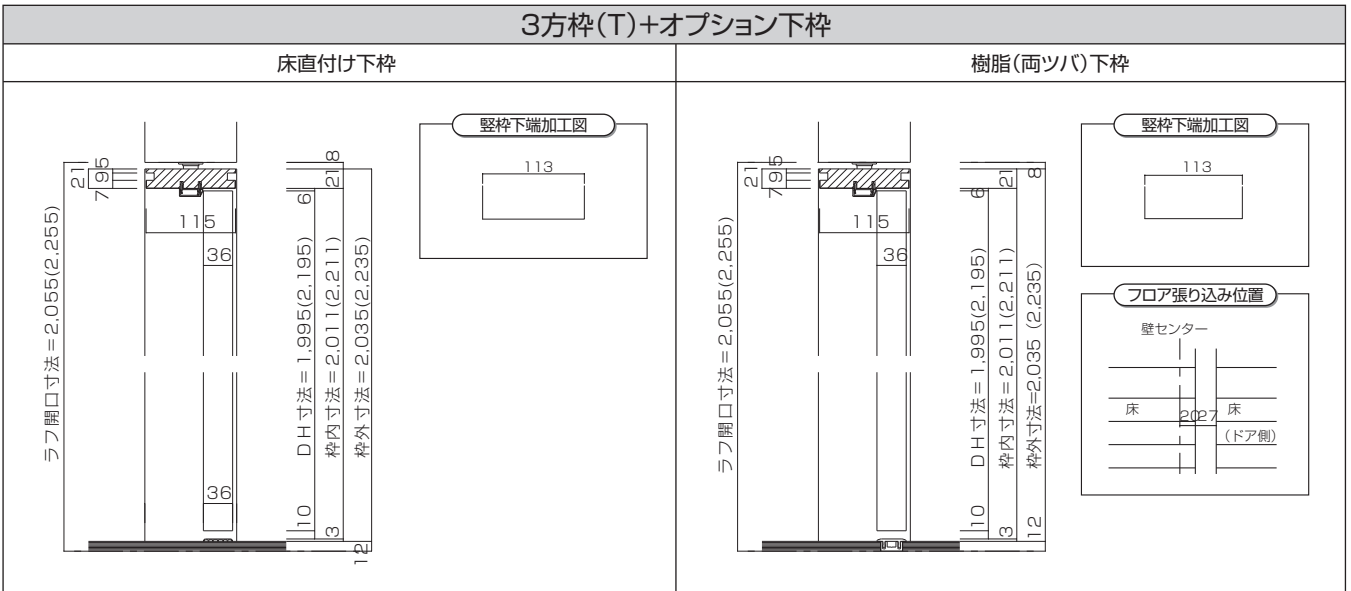 3方枠(T)+オプション下枠
床直付け下枠
樹脂(両ツバ)下枠
竪枠下端加工図
113
21
7
9
5
115
36
36
8
21
6
10
3
12
ラフ開口寸法=2,055(2,255)
DH寸法=1,995(2,195)
枠内寸法=2,011(2,211)
枠外寸法=2,035(2,235)
竪枠下端加工図
113
21
7
9
5
115
36
8
21
6
10
3
12
ラフ開口寸法=2,055(2,255)
DH寸法=1,995(2,195)
枠内寸法=2,011(2,211)
枠外寸法=2,035 (2,235)
フロア張り込み位置
壁センター
床
20
27
床
(ドア側)